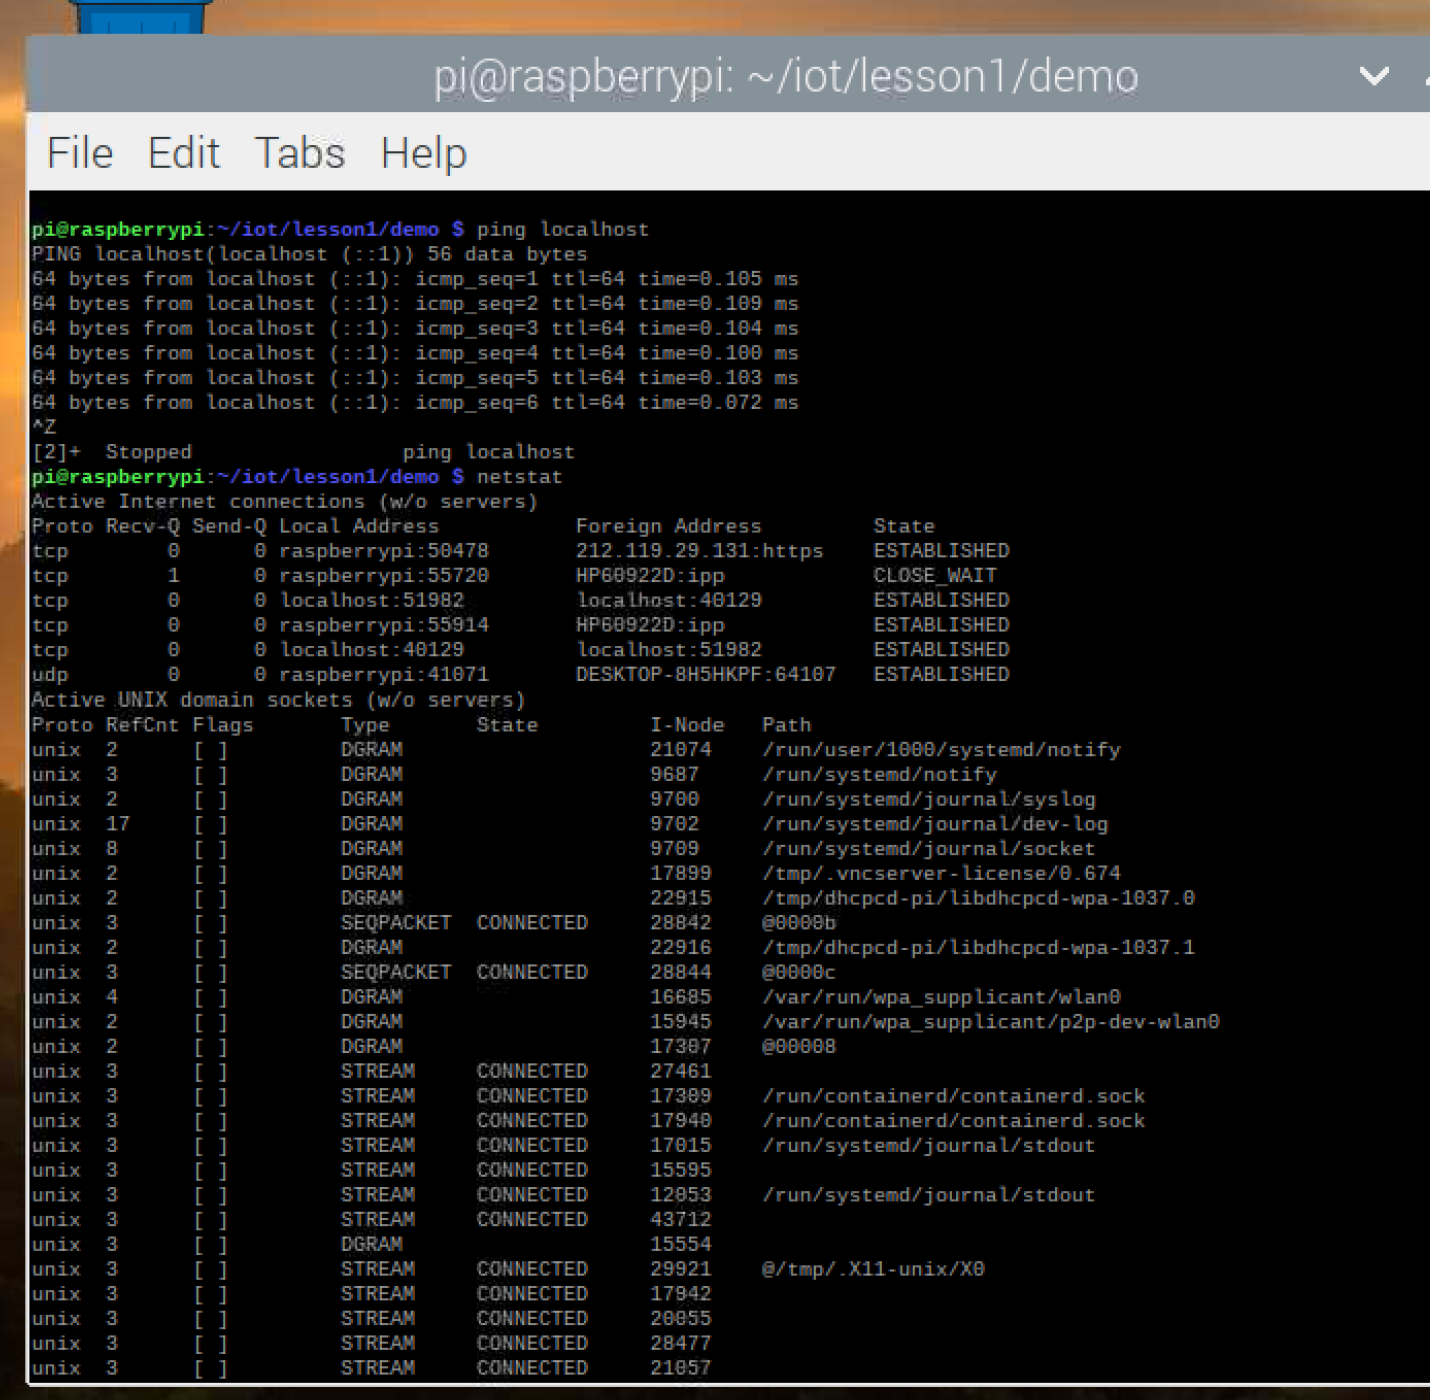 pi@raspberrypi: ~/iot/lesson1/demo
File Edit Tabs Help
pi@raspberrypi:~/iot/lesson1/demo $ ping localhost
PING localhost(localhost (::1)) 56 data bytes
64 bytes from localhost (::1): icmp_seq=1 ttl=64 time=0.105 ms
64 bytes from localhost (::1): icmp_seq=2 ttl=64 time=0.109 ms
64 bytes from localhost (::1): icmp_seq=3 ttl=64 time=0.104 ms
64 bytes from localhost (::1): icmp_seq=4 ttl=64 time=0.100 ms
64 bytes from localhost (::1): icmp_seq=5 ttl=64 time=0.103 ms
64 bytes from localhost (::1): icmp_seq=6 ttl=64 time=0.072 ms
^Z
[2]+  Stopped                 ping localhost
pi@raspberrypi:~/iot/lesson1/demo $ netstat
Active Internet connections (w/o servers)
Proto Recv-Q Send-Q Local Address           Foreign Address         State
tcp        0      0 raspberrypi:50478       212.119.29.131:https    ESTABLISHED
tcp        1      0 raspberrypi:55720       HP60922D:ipp            CLOSE_WAIT
tcp        0      0 localhost:51982         localhost:40129         ESTABLISHED
tcp        0      0 raspberrypi:55914       HP60922D:ipp            ESTABLISHED
tcp        0      0 localhost:40129         localhost:51982         ESTABLISHED
udp        0      0 raspberrypi:41071       DESKTOP-8H5HKPF:64107   ESTABLISHED
Active UNIX domain sockets (w/o servers)
Proto RefCnt Flags       Type       State         I-Node   Path
unix  2      [ ]         DGRAM                    21074    /run/user/1000/systemd/notify
unix  3      [ ]         DGRAM                    9687     /run/systemd/notify
unix  2      [ ]         DGRAM                    9700     /run/systemd/journal/syslog
unix  17     [ ]         DGRAM                    9702     /run/systemd/journal/dev-log
unix  8      [ ]         DGRAM                    9709     /run/systemd/journal/socket
unix  2      [ ]         DGRAM                    17899    /tmp/.vncserver-license/0.674
unix  2      [ ]         DGRAM                    22915    /tmp/dhcpcd-pi/libdhcpcd-wpa-1037.0
unix  3      [ ]         SEQPACKET  CONNECTED     28842    @0000b
unix  2      [ ]         DGRAM                    22916    /tmp/dhcpcd-pi/libdhcpcd-wpa-1037.1
unix  3      [ ]         SEQPACKET  CONNECTED     28844    @0000c
unix  4      [ ]         DGRAM                    16685    /var/run/wpa_supplicant/wlan0
unix  2      [ ]         DGRAM                    15945    /var/run/wpa_supplicant/p2p-dev-wlan0
unix  2      [ ]         DGRAM                    17307    @00008
unix  3      [ ]         STREAM     CONNECTED     27461
unix  3      [ ]         STREAM     CONNECTED     17309    /run/containerd/containerd.sock
unix  3      [ ]         STREAM     CONNECTED     17940    /run/containerd/containerd.sock
unix  3      [ ]         STREAM     CONNECTED     17015    /run/systemd/journal/stdout
unix  3      [ ]         STREAM     CONNECTED     15595
unix  3      [ ]         STREAM     CONNECTED     12053    /run/systemd/journal/stdout
unix  3      [ ]         STREAM     CONNECTED     43712
unix  3      [ ]         DGRAM                    15554
unix  3      [ ]         STREAM     CONNECTED     29921    @/tmp/.X11-unix/X0
unix  3      [ ]         STREAM     CONNECTED     17942
unix  3      [ ]         STREAM     CONNECTED     20055
unix  3      [ ]         STREAM     CONNECTED     28477
unix  3      [ ]         STREAM     CONNECTED     21057